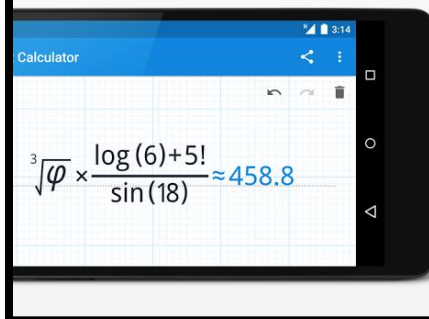 3:14
Calculator
∛φ × (log (6)+5!)/(sin (18)) ≈458.8